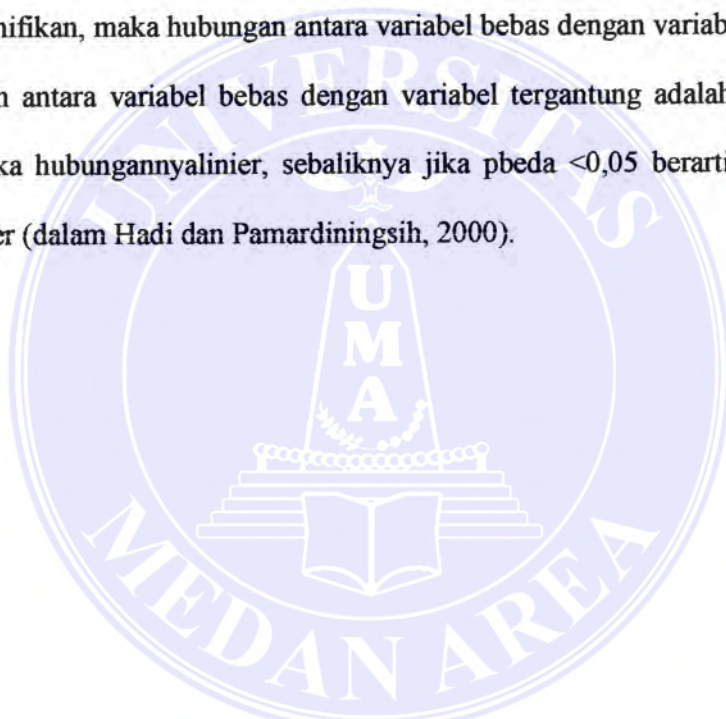 nifikan, maka hubungan antara variabel bebas dengan variab
antara variabel bebas dengan variabel tergantung adalah
ka hubungannyalinier, sebaliknya jika pbeda <0,05 berarti
er (dalam Hadi dan Pamardiningsih, 2000).
UNIVERSITAS
UMA
MEDAN AREA